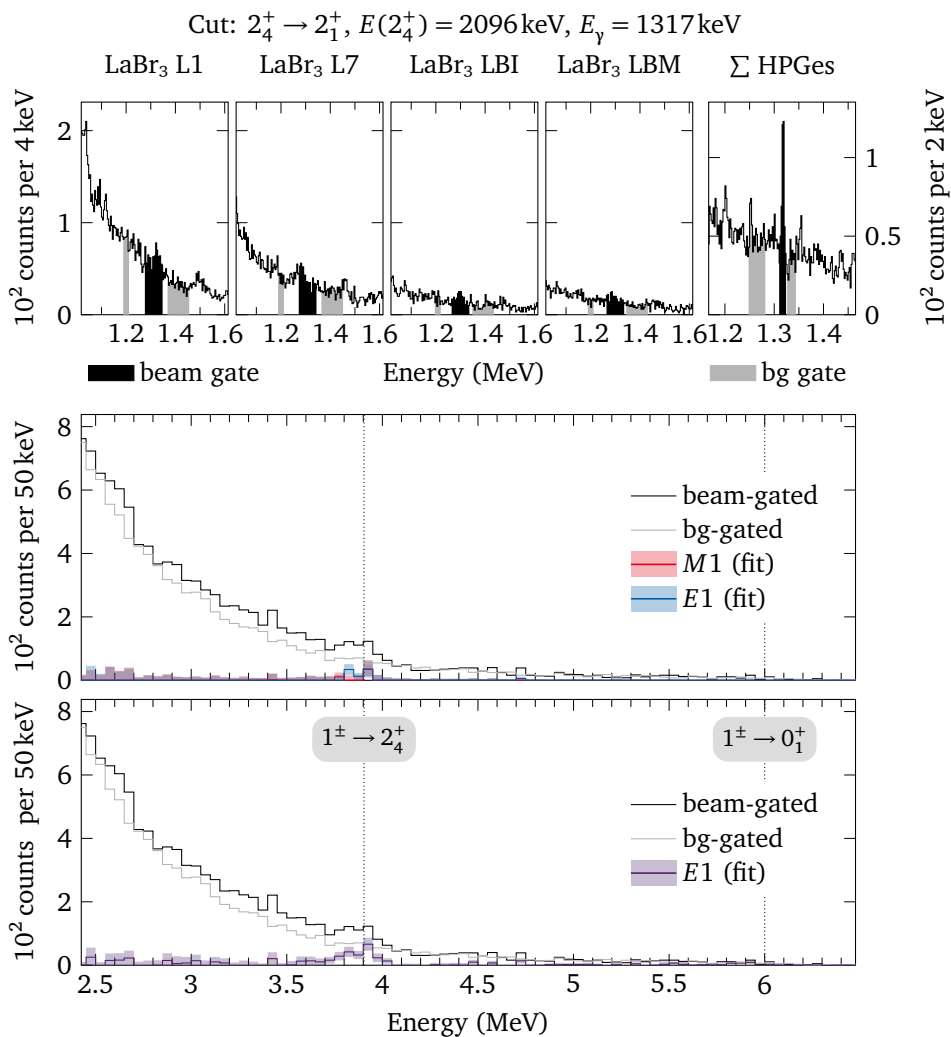 Cut: 2₄⁺ → 2₁⁺, E(2₄⁺) = 2096 keV, Eγ = 1317 keV
LaBr₃ L1 LaBr₃ L7 LaBr₃ LBI LaBr₃ LBM ∑ HPGes
10² counts per 4 keV
2
1
0
1.2 1.4 1.6
1.2 1.4 1.6
1.2 1.4 1.6
1.2 1.4 1.6
1.2 1.3 1.4
1
0.5
0
10² counts per 2 keV
beam gate Energy (MeV) bg gate
10² counts per 50 keV
8
6
4
2
0
beam-gated
bg-gated
M1 (fit)
E1 (fit)
10² counts per 50 keV
8
6
4
2
0
1± → 2₄⁺ 1± → 0₁⁺
beam-gated
bg-gated
E1 (fit)
2.5 3 3.5 4 4.5 5 5.5 6
Energy (MeV)